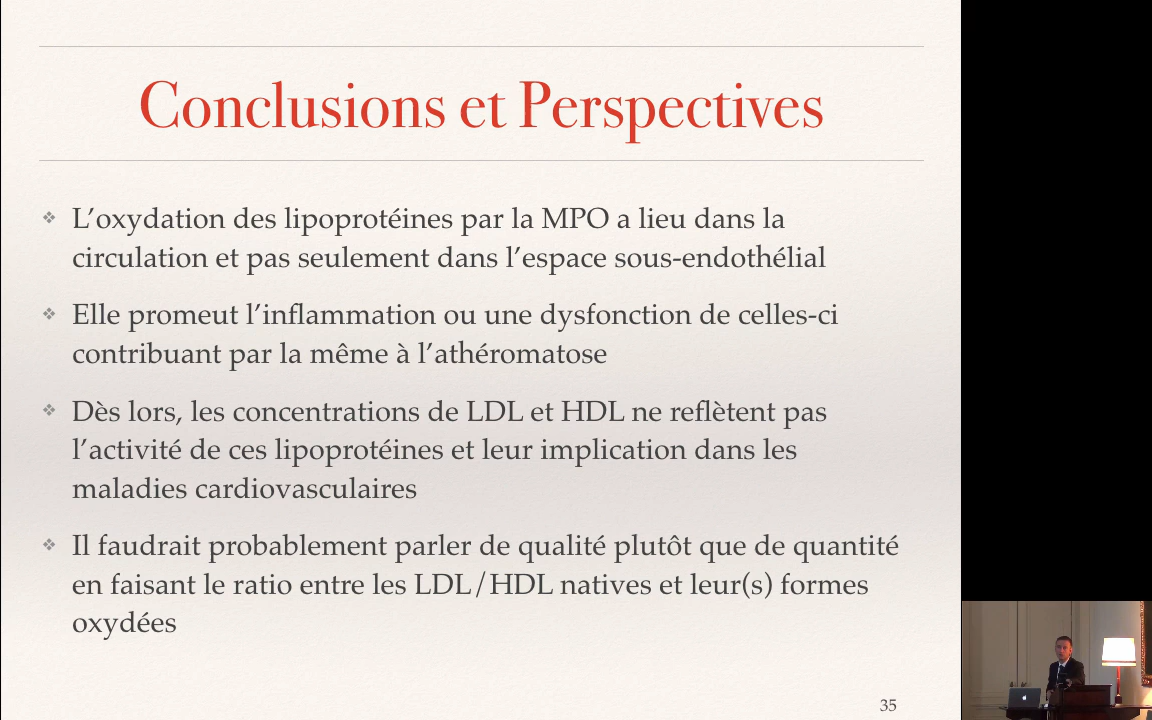 Conclusions et Perspectives
L’oxydation des lipoprotéines par la MPO a lieu dans la
circulation et pas seulement dans l’espace sous-endothélial
Elle promeut l’inflammation ou une dysfonction de celles-ci
contribuant par la même à l’athéromatose
Dès lors, les concentrations de LDL et HDL ne reflètent pas
l’activité de ces lipoprotéines et leur implication dans les
maladies cardiovasculaires
Il faudrait probablement parler de qualité plutôt que de quantité
en faisant le ratio entre les LDL/HDL natives et leur(s) formes
oxydées
35